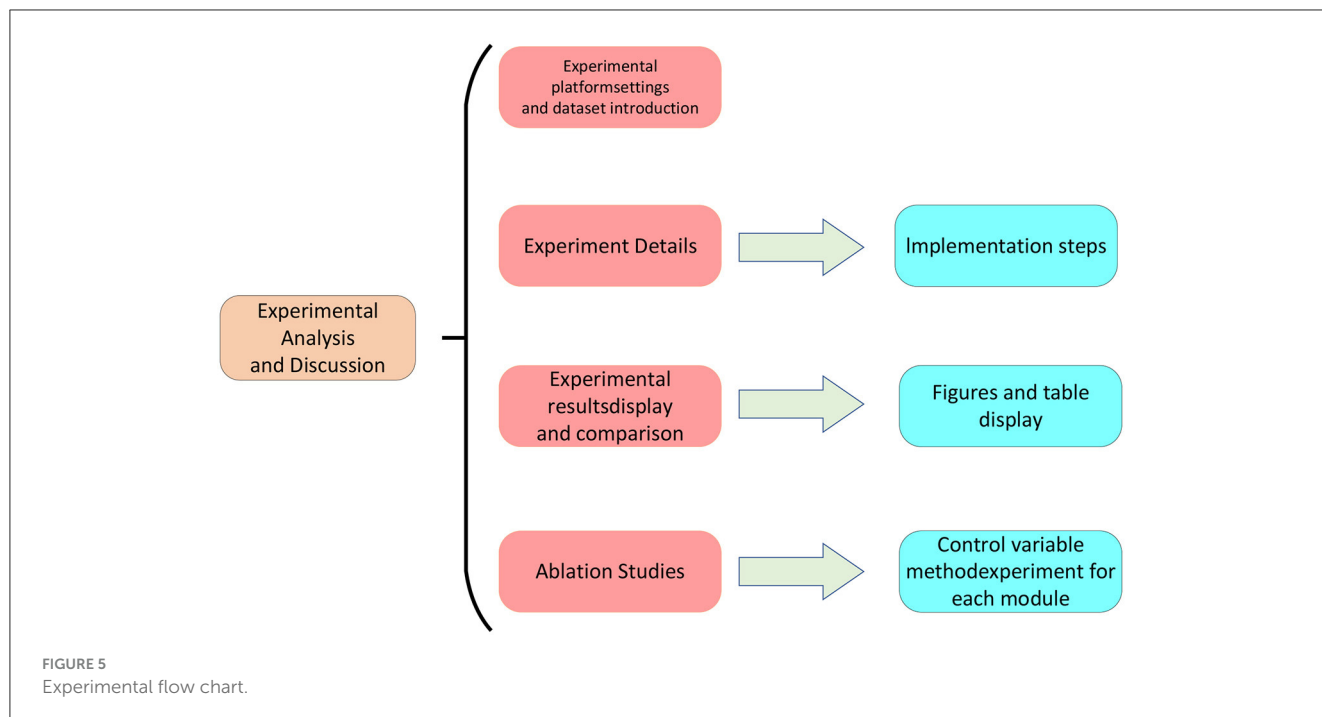 Experimental
platformsettings
and dataset introduction
Experiment Details
Implementation steps
Experimental
Analysis
and Discussion
Experimental
resultsdisplay
and comparison
Figures and table
display
Ablation Studies
Control variable
methodexperiment for
each module
FIGURE 5
Experimental flow chart.